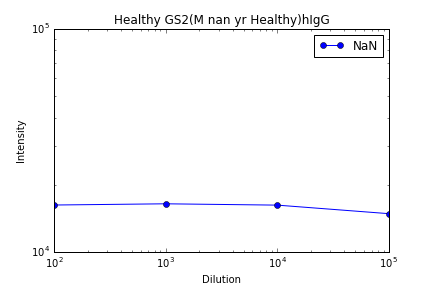 Healthy GS2(M nan yr Healthy)hIgG
10^5
NaN
Intensity
10^4
10^2 10^3 10^4 10^5
Dilution